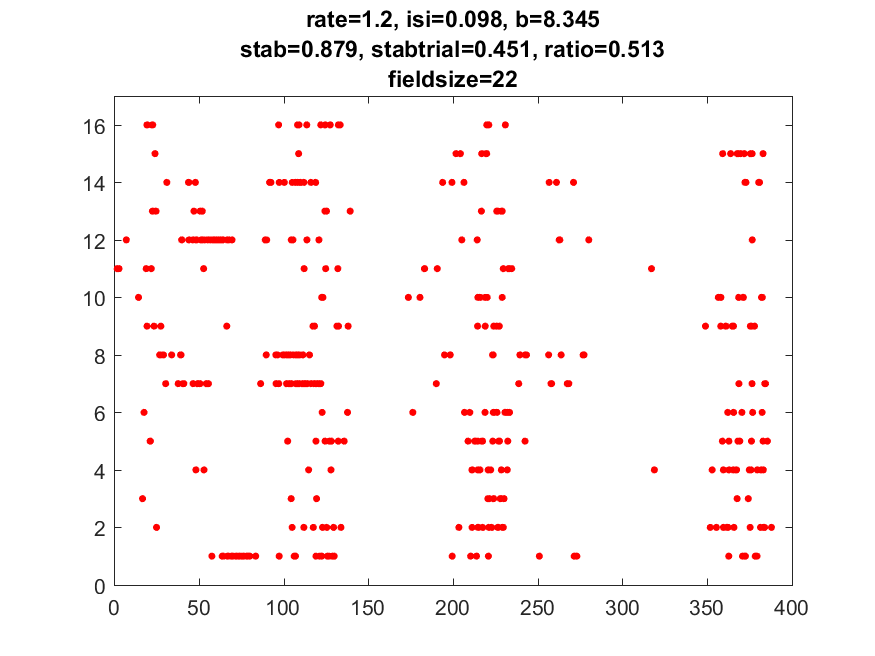 rate=1.2, isi=0.098, b=8.345
stab=0.879, stabtrial=0.451, ratio=0.513
fieldsize=22
16
14
12
10
8
6
4
2
0
0 50 100 150 200 250 300 350 400